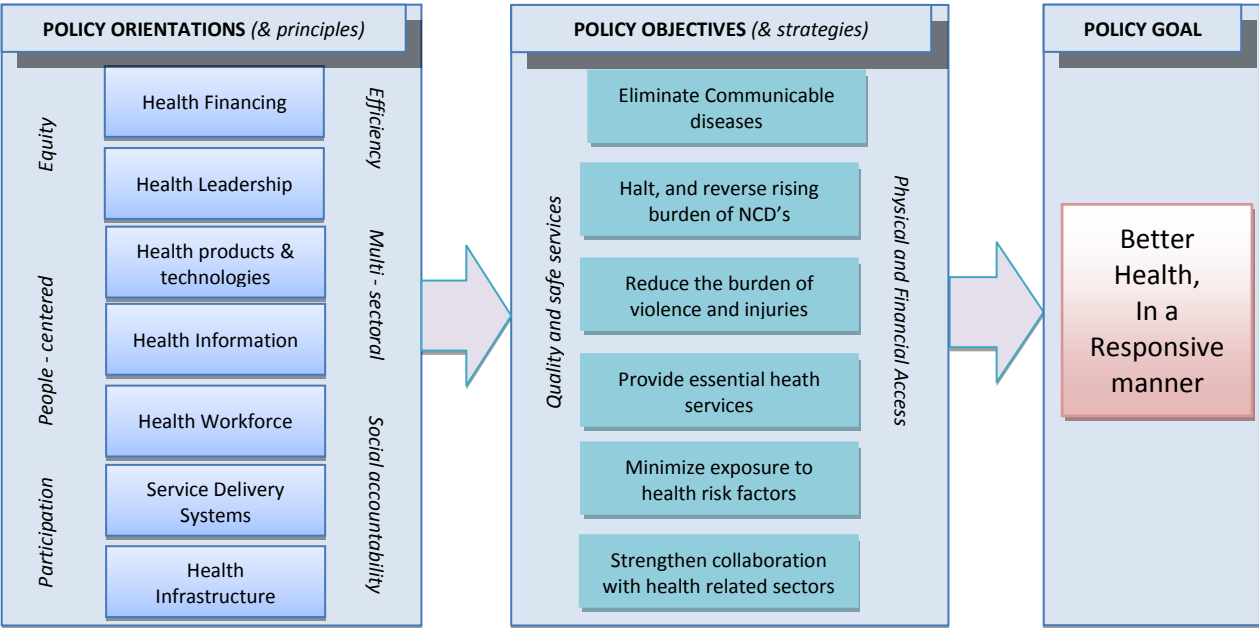 POLICY ORIENTATIONS (& principles)
Equity
People - centered
Participation
Health Financing
Health Leadership
Health products &
technologies
Health Information
Health Workforce
Service Delivery
Systems
Health
Infrastructure
Efficiency
Multi - sectoral
Social accountability
POLICY OBJECTIVES (& strategies)
Quality and safe services
Eliminate Communicable
diseases
Halt, and reverse rising
burden of NCD’s
Reduce the burden of
violence and injuries
Provide essential heath
services
Minimize exposure to
health risk factors
Strengthen collaboration
with health related sectors
Physical and Financial Access
POLICY GOAL
Better
Health,
In a
Responsive
manner